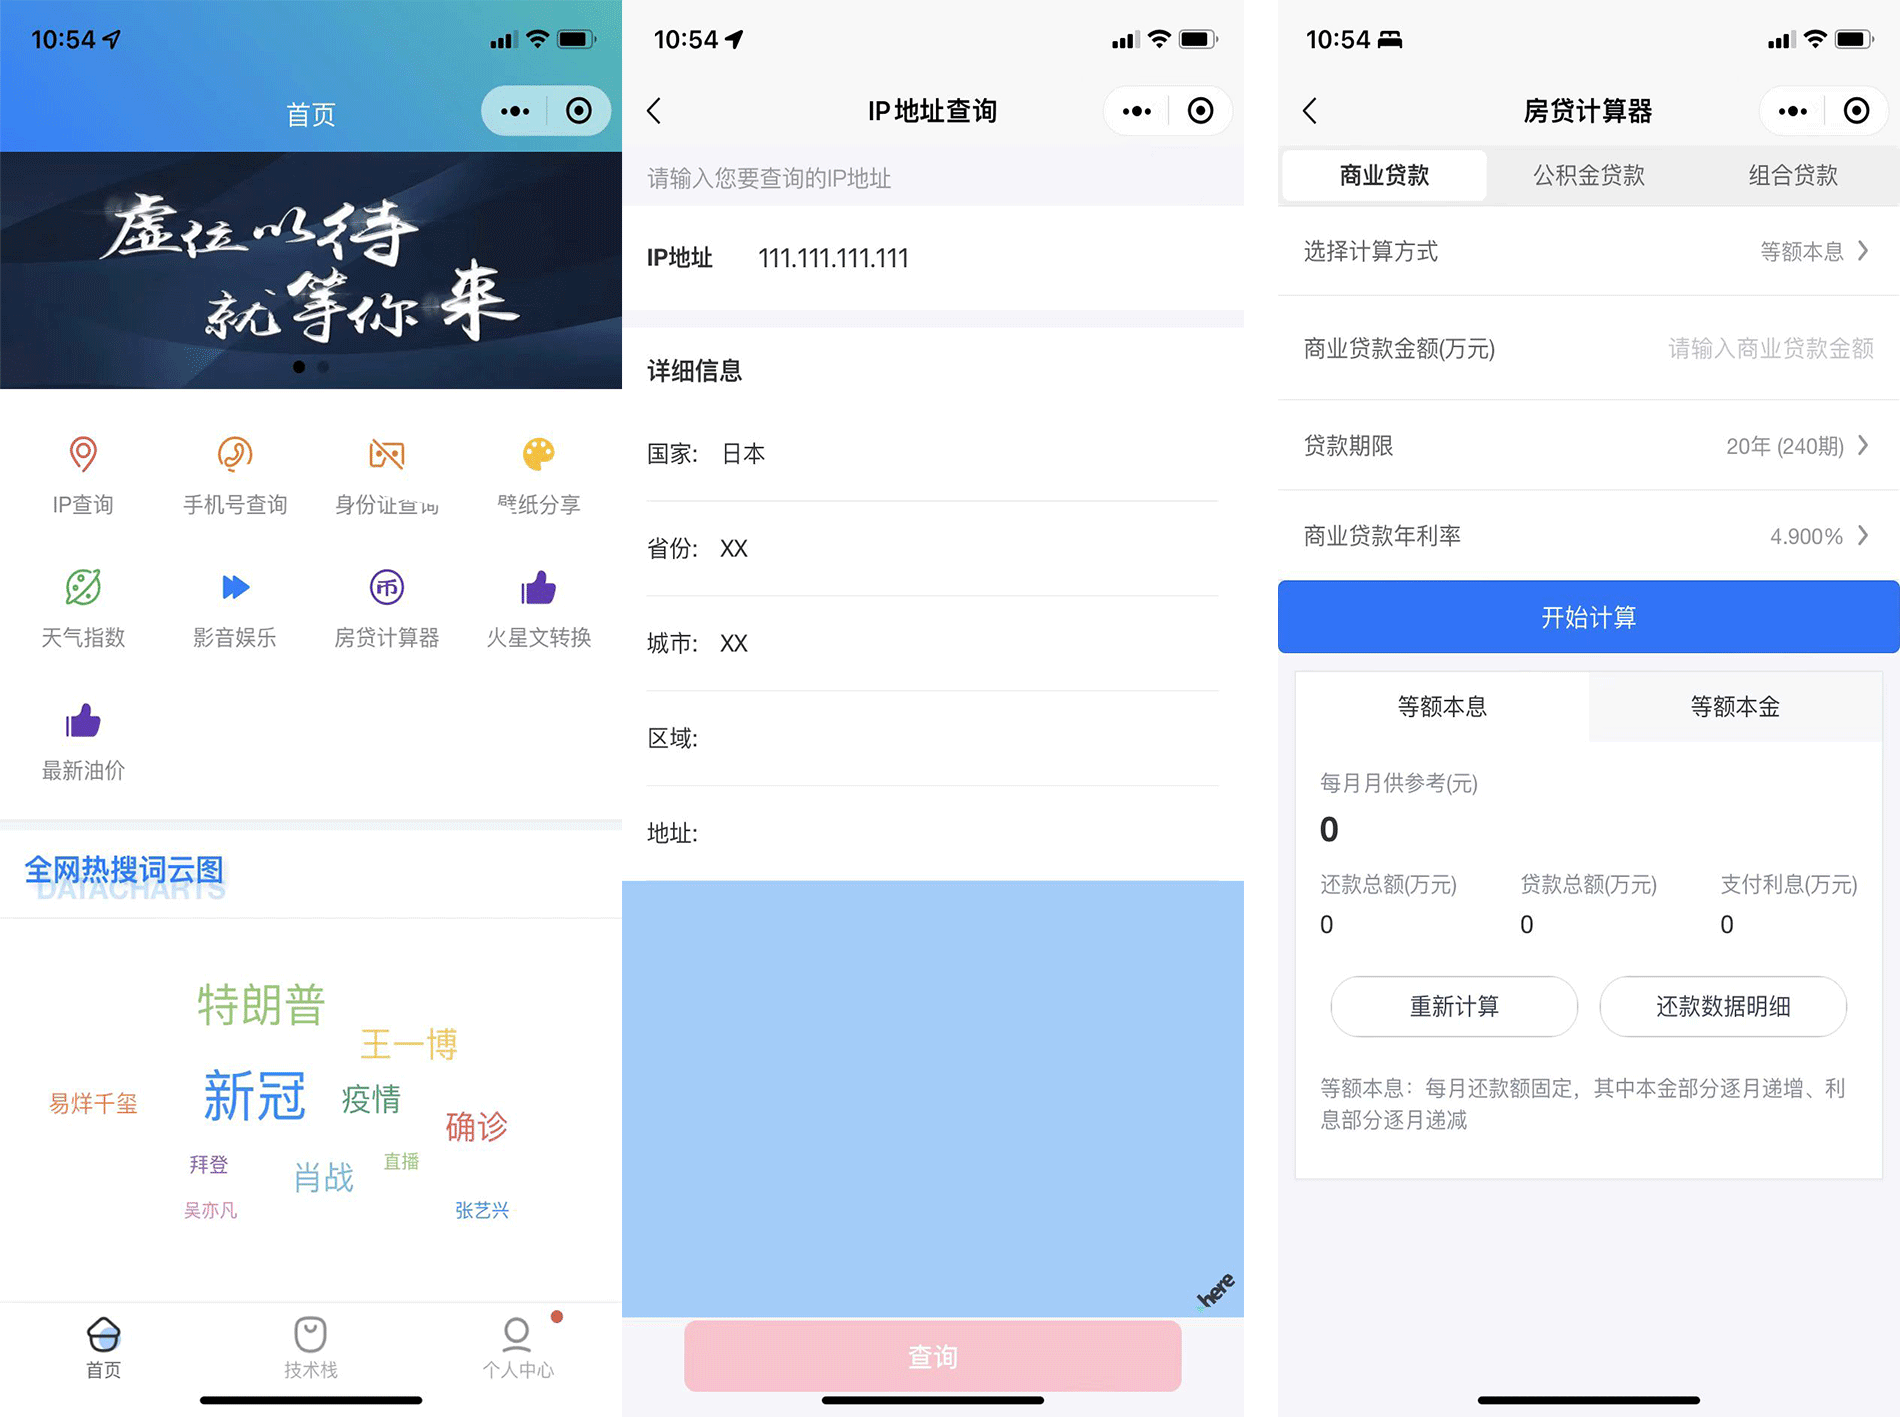 10:54
首页
虚位以待
就等你来
IP查询
手机号查询
身份证查询
壁纸分享
天气指数
影音娱乐
房贷计算器
火星文转换
最新油价
全网热搜词云图
DATACHARTS
特朗普
王一博
新冠
疫情
易烊千玺
确诊
拜登
肖战
直播
吴亦凡
张艺兴
首页
技术栈
个人中心
10:54
IP地址查询
请输入您要查询的IP地址
IP地址 111.111.111.111
详细信息
国家: 日本
省份: XX
城市: XX
区域:
地址:
here
查询
10:54
房贷计算器
商业贷款 公积金贷款 组合贷款
选择计算方式 等额本息
商业贷款金额(万元) 请输入商业贷款金额
贷款期限 20年 (240期)
商业贷款年利率 4.900%
开始计算
等额本息 等额本金
每月月供参考(元)
0
还款总额(万元) 贷款总额(万元) 支付利息(万元)
0 0 0
重新计算 还款数据明细
等额本息：每月还款额固定，其中本金部分逐月递增、利
息部分逐月递减